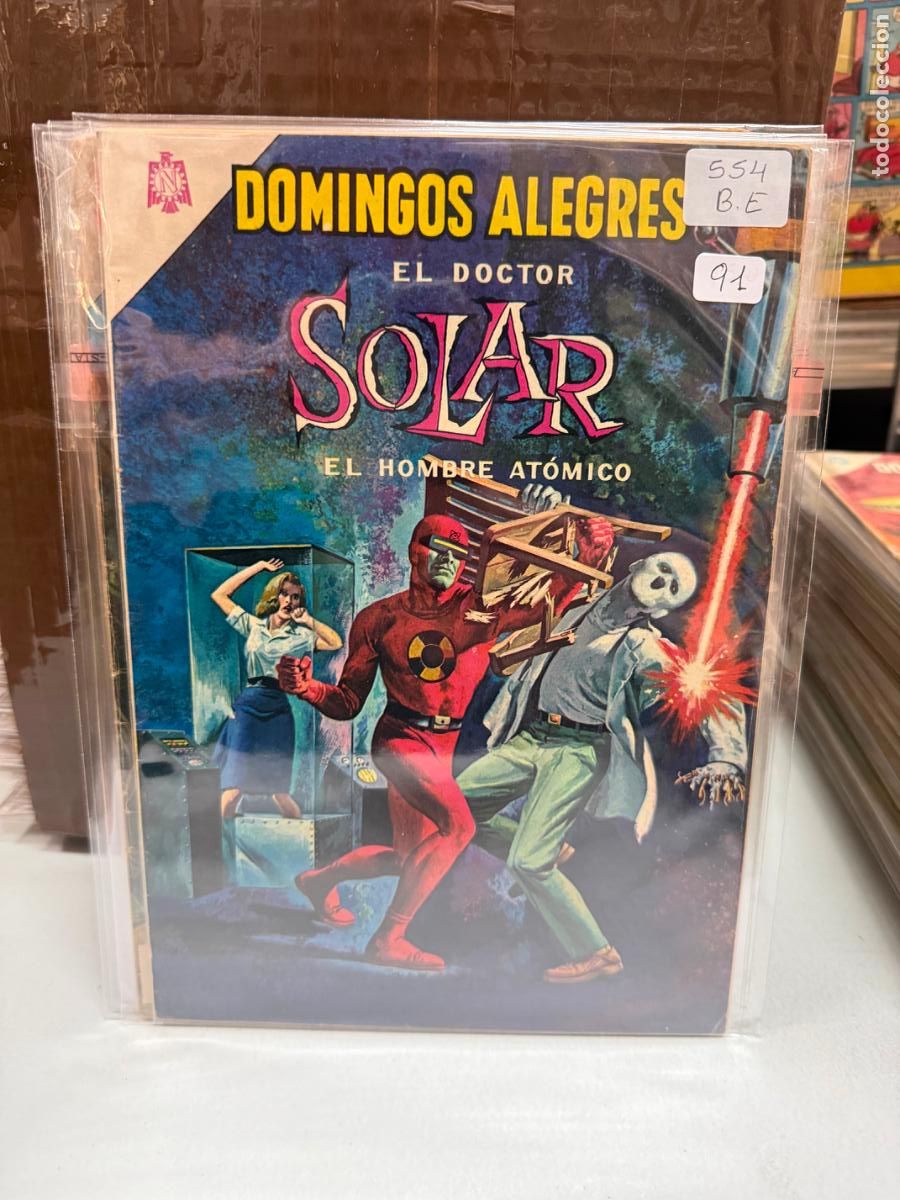 todocoleccion
N
DOMINGOS ALEGRES
554
B.E
91
EL DOCTOR
SOLAR
EL HOMBRE ATÓMICO